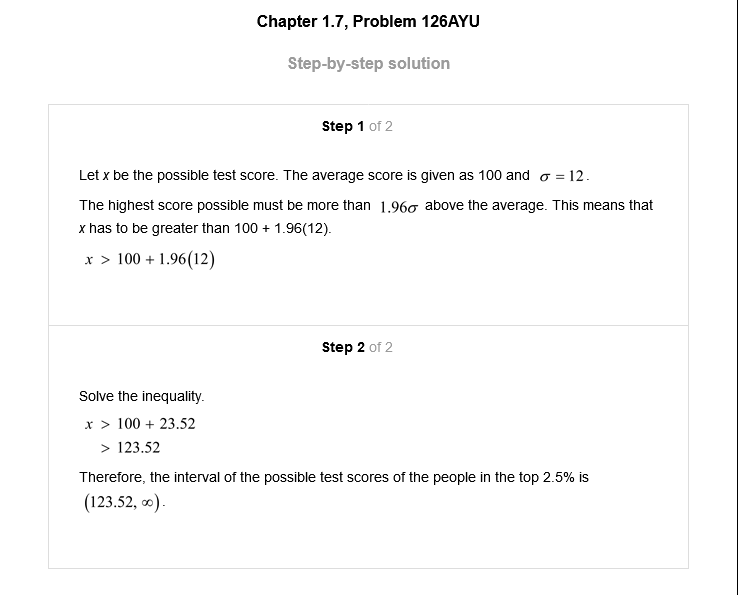 Chapter 1.7, Problem 126AYU
Step-by-step solution
Step 1 of 2
Let x be the possible test score. The average score is given as 100 and σ = 12.
The highest score possible must be more than 1.96σ above the average. This means that
x has to be greater than 100 + 1.96(12).
x > 100 + 1.96(12)
Step 2 of 2
Solve the inequality.
x > 100 + 23.52
> 123.52
Therefore, the interval of the possible test scores of the people in the top 2.5% is
(123.52, ∞).